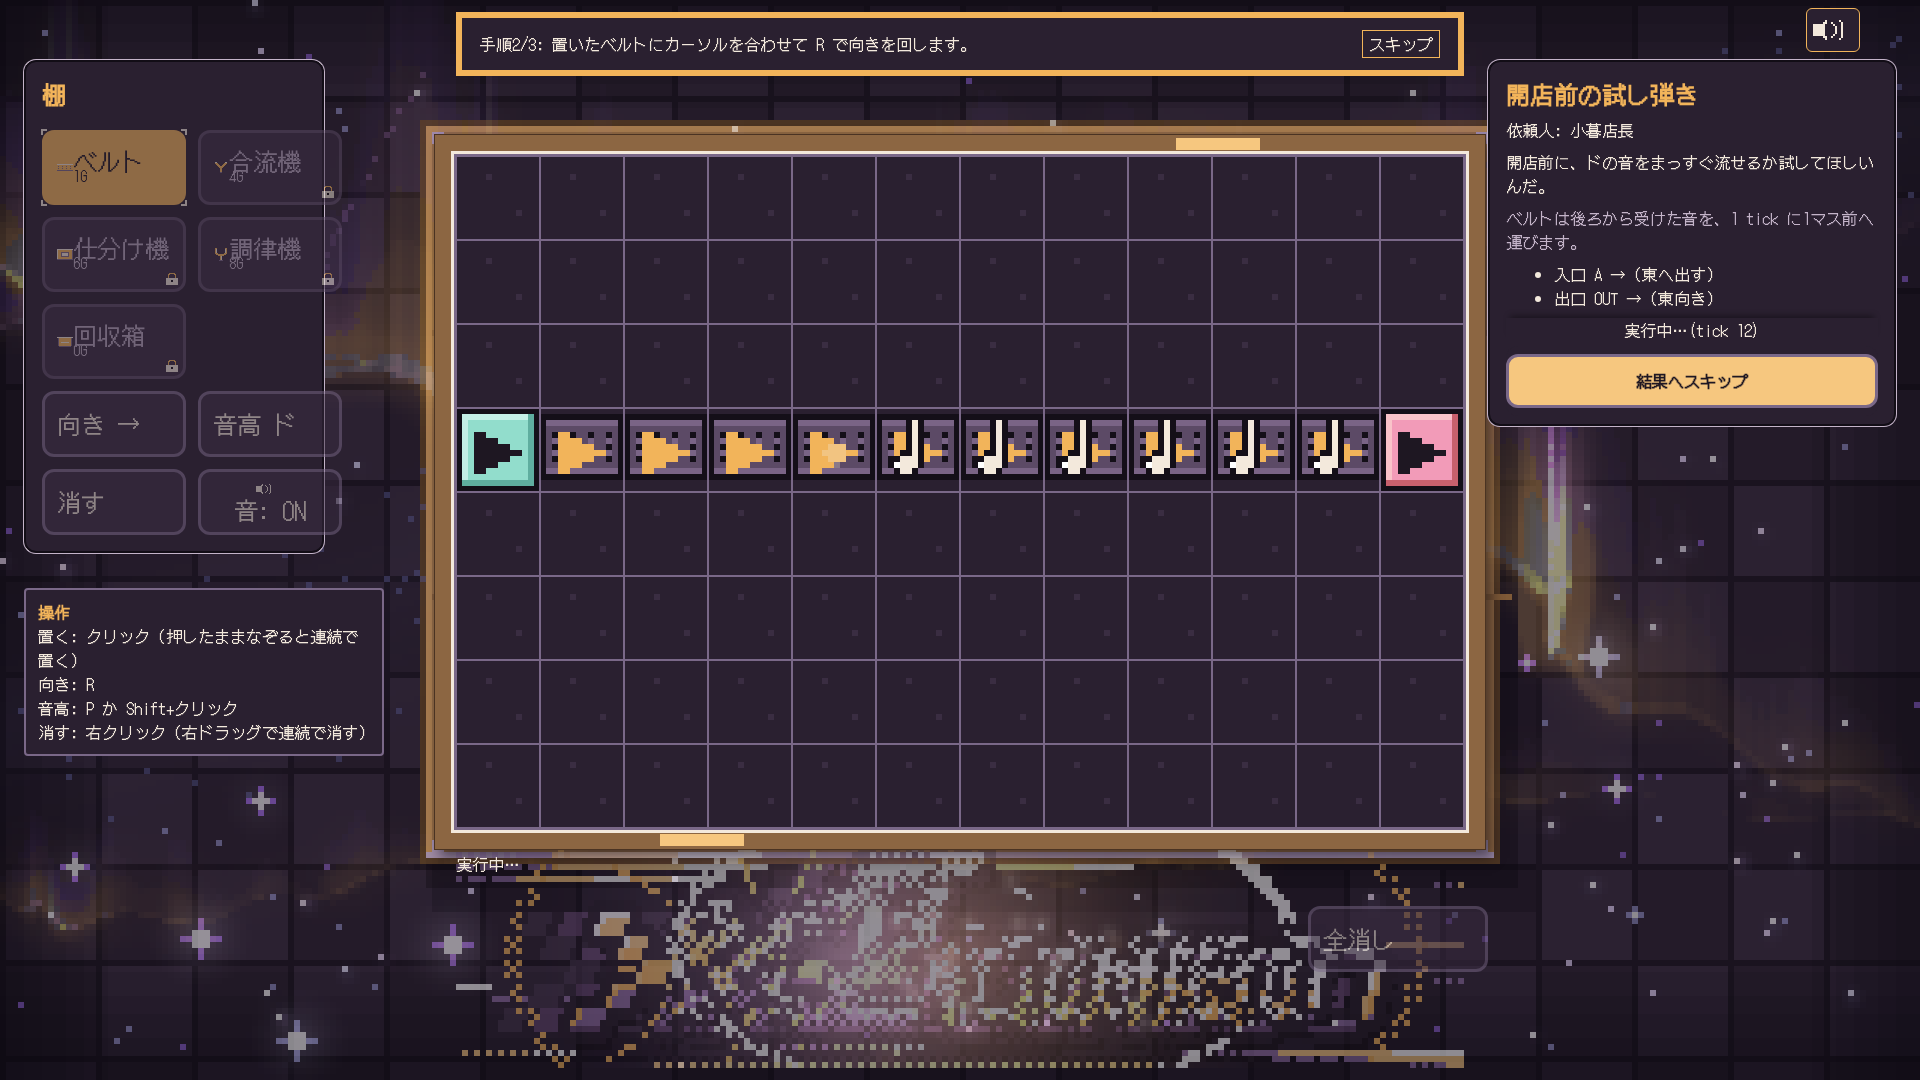 手順2/3: 置いたベルトにカーソルを合わせて R で向きを回します。
スキップ
棚
ベルト
1G
合流機
4G
仕分け機
6G
調律機
8G
回収箱
0G
向き →
音高 ド
消す
音: ON
操作
置く: クリック (押したままなぞると連続で
置く)
向き: R
音高: P か Shift+クリック
消す: 右クリック (右ドラッグで連続で消す)
開店前の試し弾き
依頼人: 小暮店長
開店前に、ドの音をまっすぐ流せるか試してほしい
んだ。
ベルトは後ろから受けた音を、1 tick に1マス前へ
運びます。
• 入口 A → (東へ出す)
• 出口 OUT → (東向き)
実行中…(tick 12)
結果へスキップ
実行中…
全消し